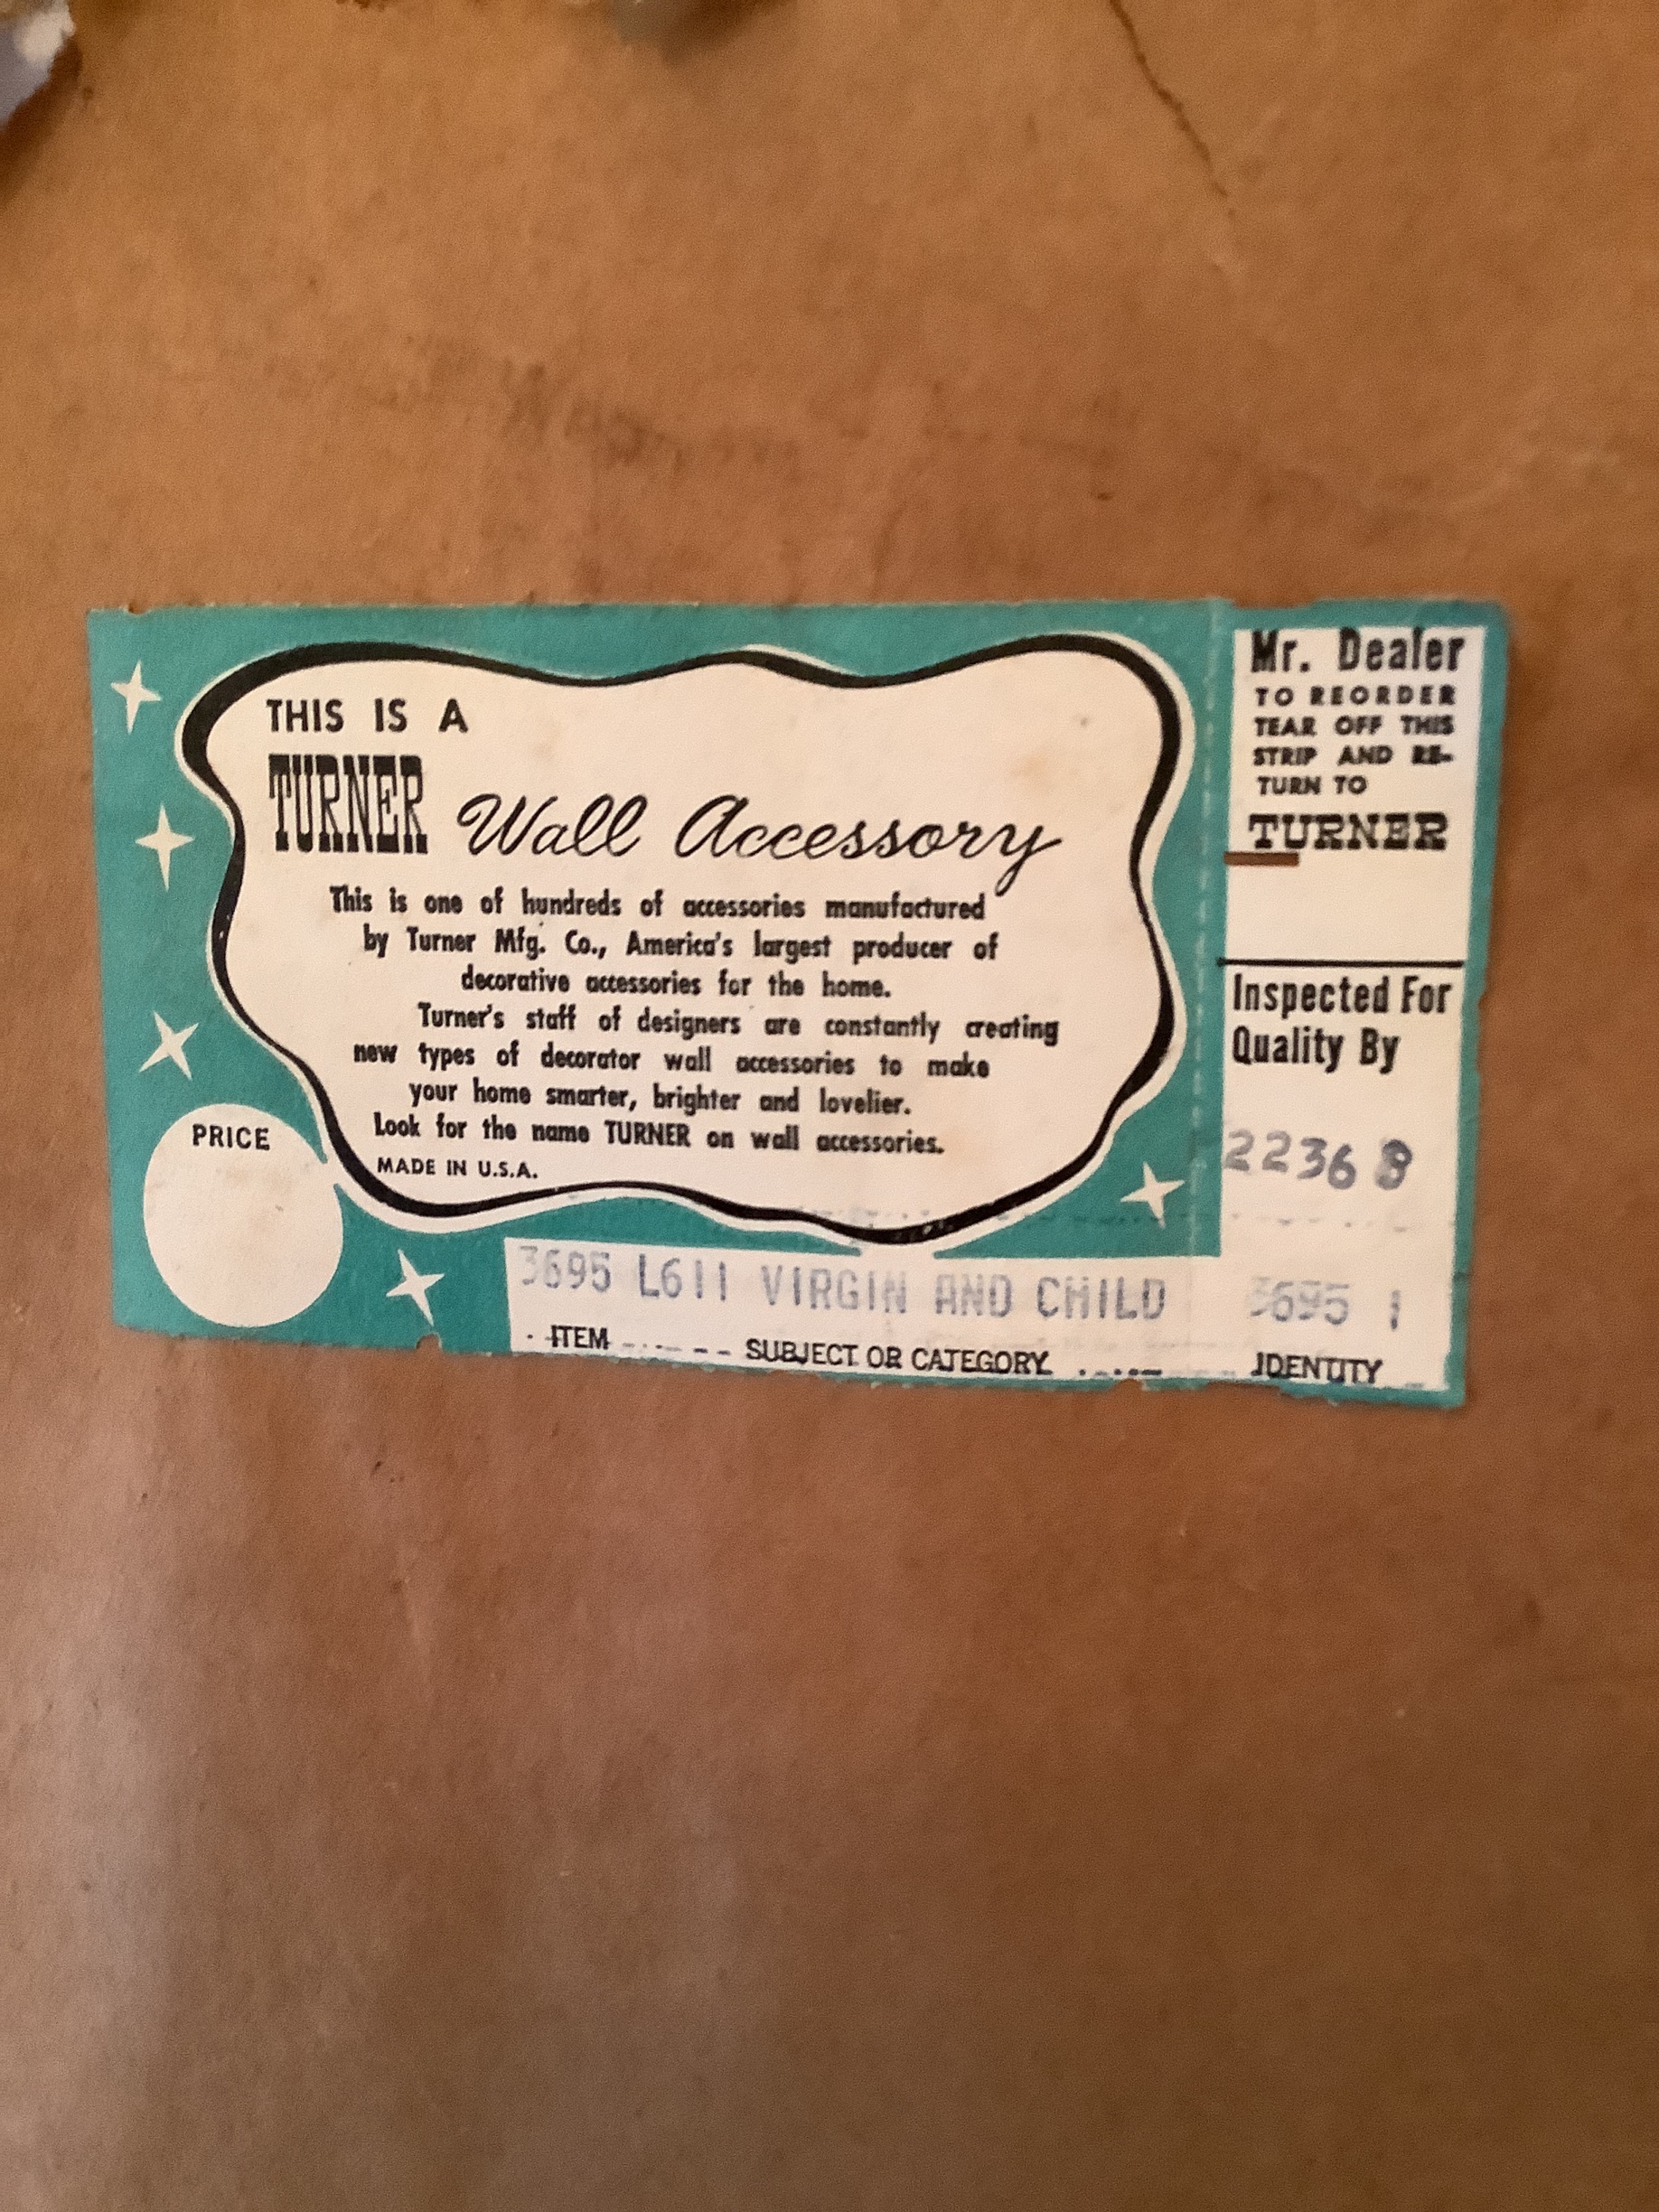 THIS IS A
TURNER Wall Accessory
This is one of hundreds of accessories manufactured
by Turner Mfg. Co., America's largest producer of
decorative accessories for the home.
Turner's staff of designers are constantly creating
new types of decorator wall accessories to make
your home smarter, brighter and lovelier.
Look for the name TURNER on wall accessories.
MADE IN U.S.A.
PRICE
3695 L611 VIRGIN AND CHILD
ITEM SUBJECT OR CATEGORY
Mr. Dealer
TO REORDER
TEAR OFF THIS
STRIP AND RE-
TURN TO
TURNER
Inspected For
Quality By
2236 8
3695 1
IDENTITY